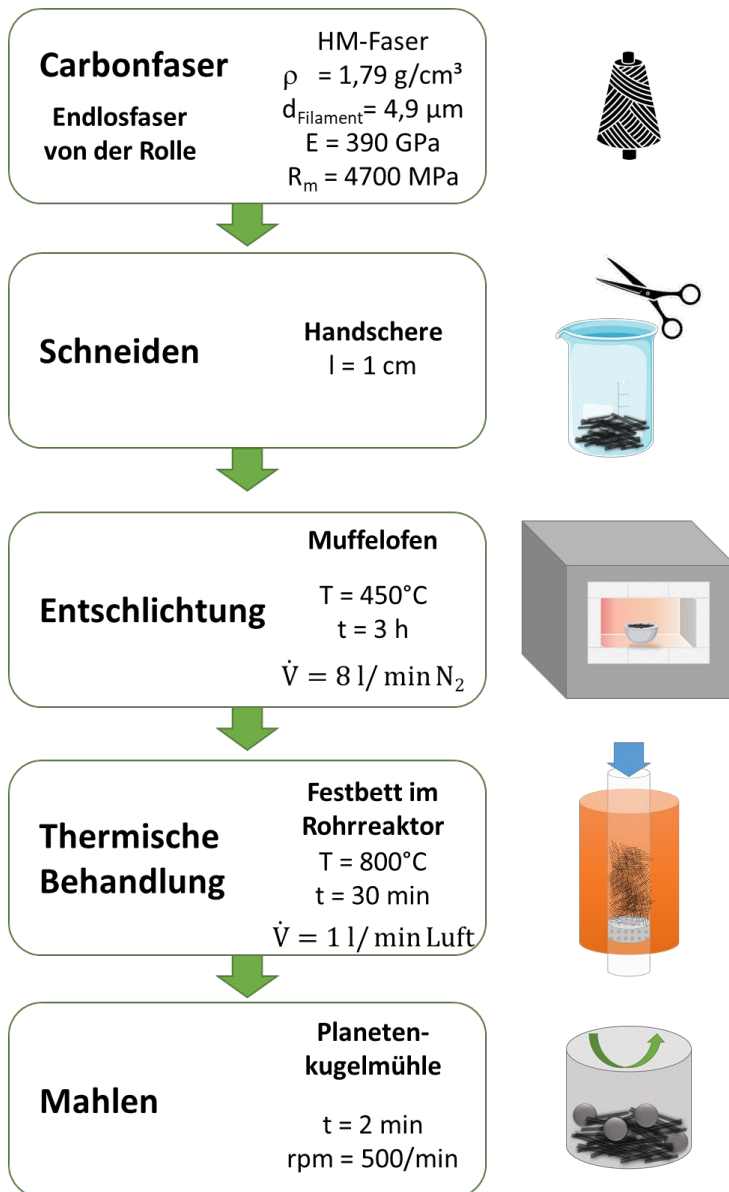 Carbonfaser
Endlosfaser
von der Rolle
HM-Faser
ρ = 1,79 g/cm³
d_Filament = 4,9 µm
E = 390 GPa
R_m = 4700 MPa
Schneiden
Handschere
l = 1 cm
Entschlichtung
Muffelofen
T = 450°C
t = 3 h
V̇ = 8 l/ min N₂
Thermische
Behandlung
Festbett im
Rohrreaktor
T = 800°C
t = 30 min
V̇ = 1 l/ min Luft
Mahlen
Planeten-
kugelmühle
t = 2 min
rpm = 500/min